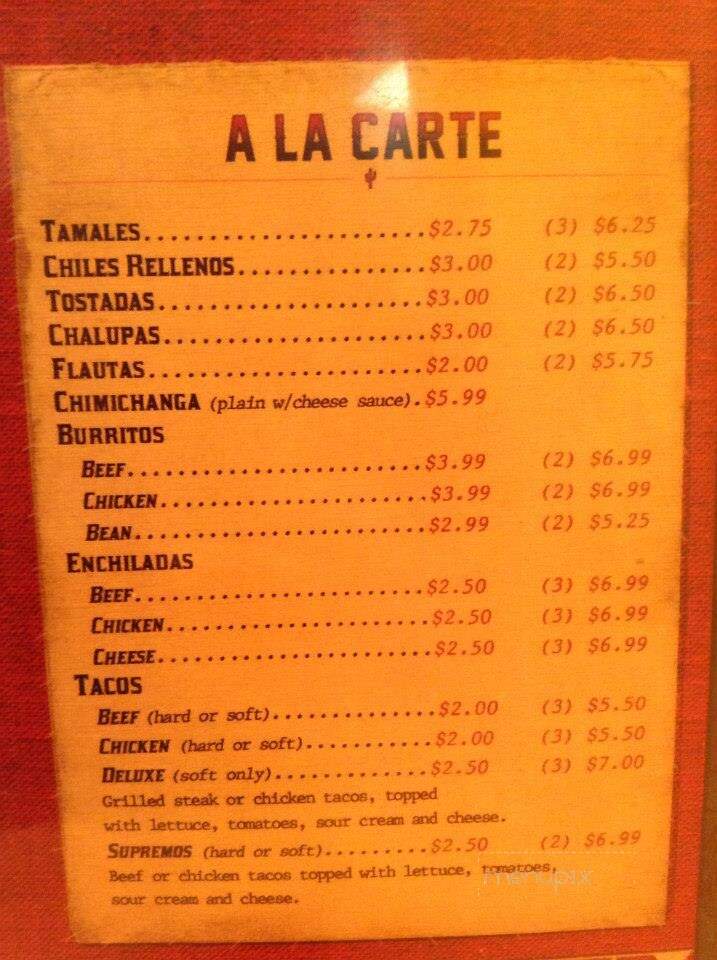 A LA CARTE
TAMALES.......................$2.75 (3) $6.25
CHILES RELLENOS...............$3.00 (2) $5.50
TOSTADAS.....................$3.00 (2) $6.50
CHALUPAS.....................$3.00 (2) $6.50
FLAUTAS......................$2.00 (2) $5.75
CHIMICHANGA (plain w/cheese sauce).$5.99
BURRITOS
BEEF........................$3.99 (2) $6.99
CHICKEN.....................$3.99 (2) $6.99
BEAN........................$2.99 (2) $5.25
ENCHILADAS
BEEF........................$2.50 (3) $6.99
CHICKEN.....................$2.50 (3) $6.99
CHEESE......................$2.50 (3) $6.99
TACOS
BEEF (hard or soft).............$2.00 (3) $5.50
CHICKEN (hard or soft)..........$2.00 (3) $5.50
DELUXE (soft only).............$2.50 (3) $7.00
Grilled steak or chicken tacos, topped
with lettuce, tomatoes, sour cream and cheese.
SUPREMOS (hard or soft).........$2.50 (2) $6.99
Beef or chicken tacos topped with lettuce, tomatoes,
sour cream and cheese.
menupix